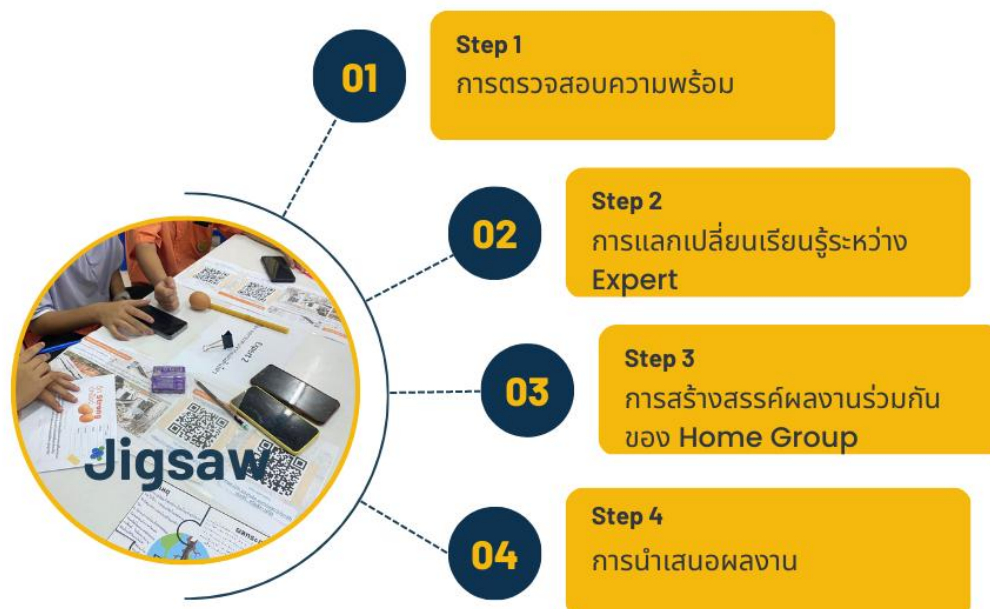 01
Step 1
การตรวจสอบความพร้อม
02
Step 2
การแลกเปลี่ยนเรียนรู้ระหว่าง
Expert
03
Step 3
การสร้างสรรค์ผลงานร่วมกัน
ของ Home Group
04
Step 4
การนำเสนอผลงาน
Jigsaw
Expert 2